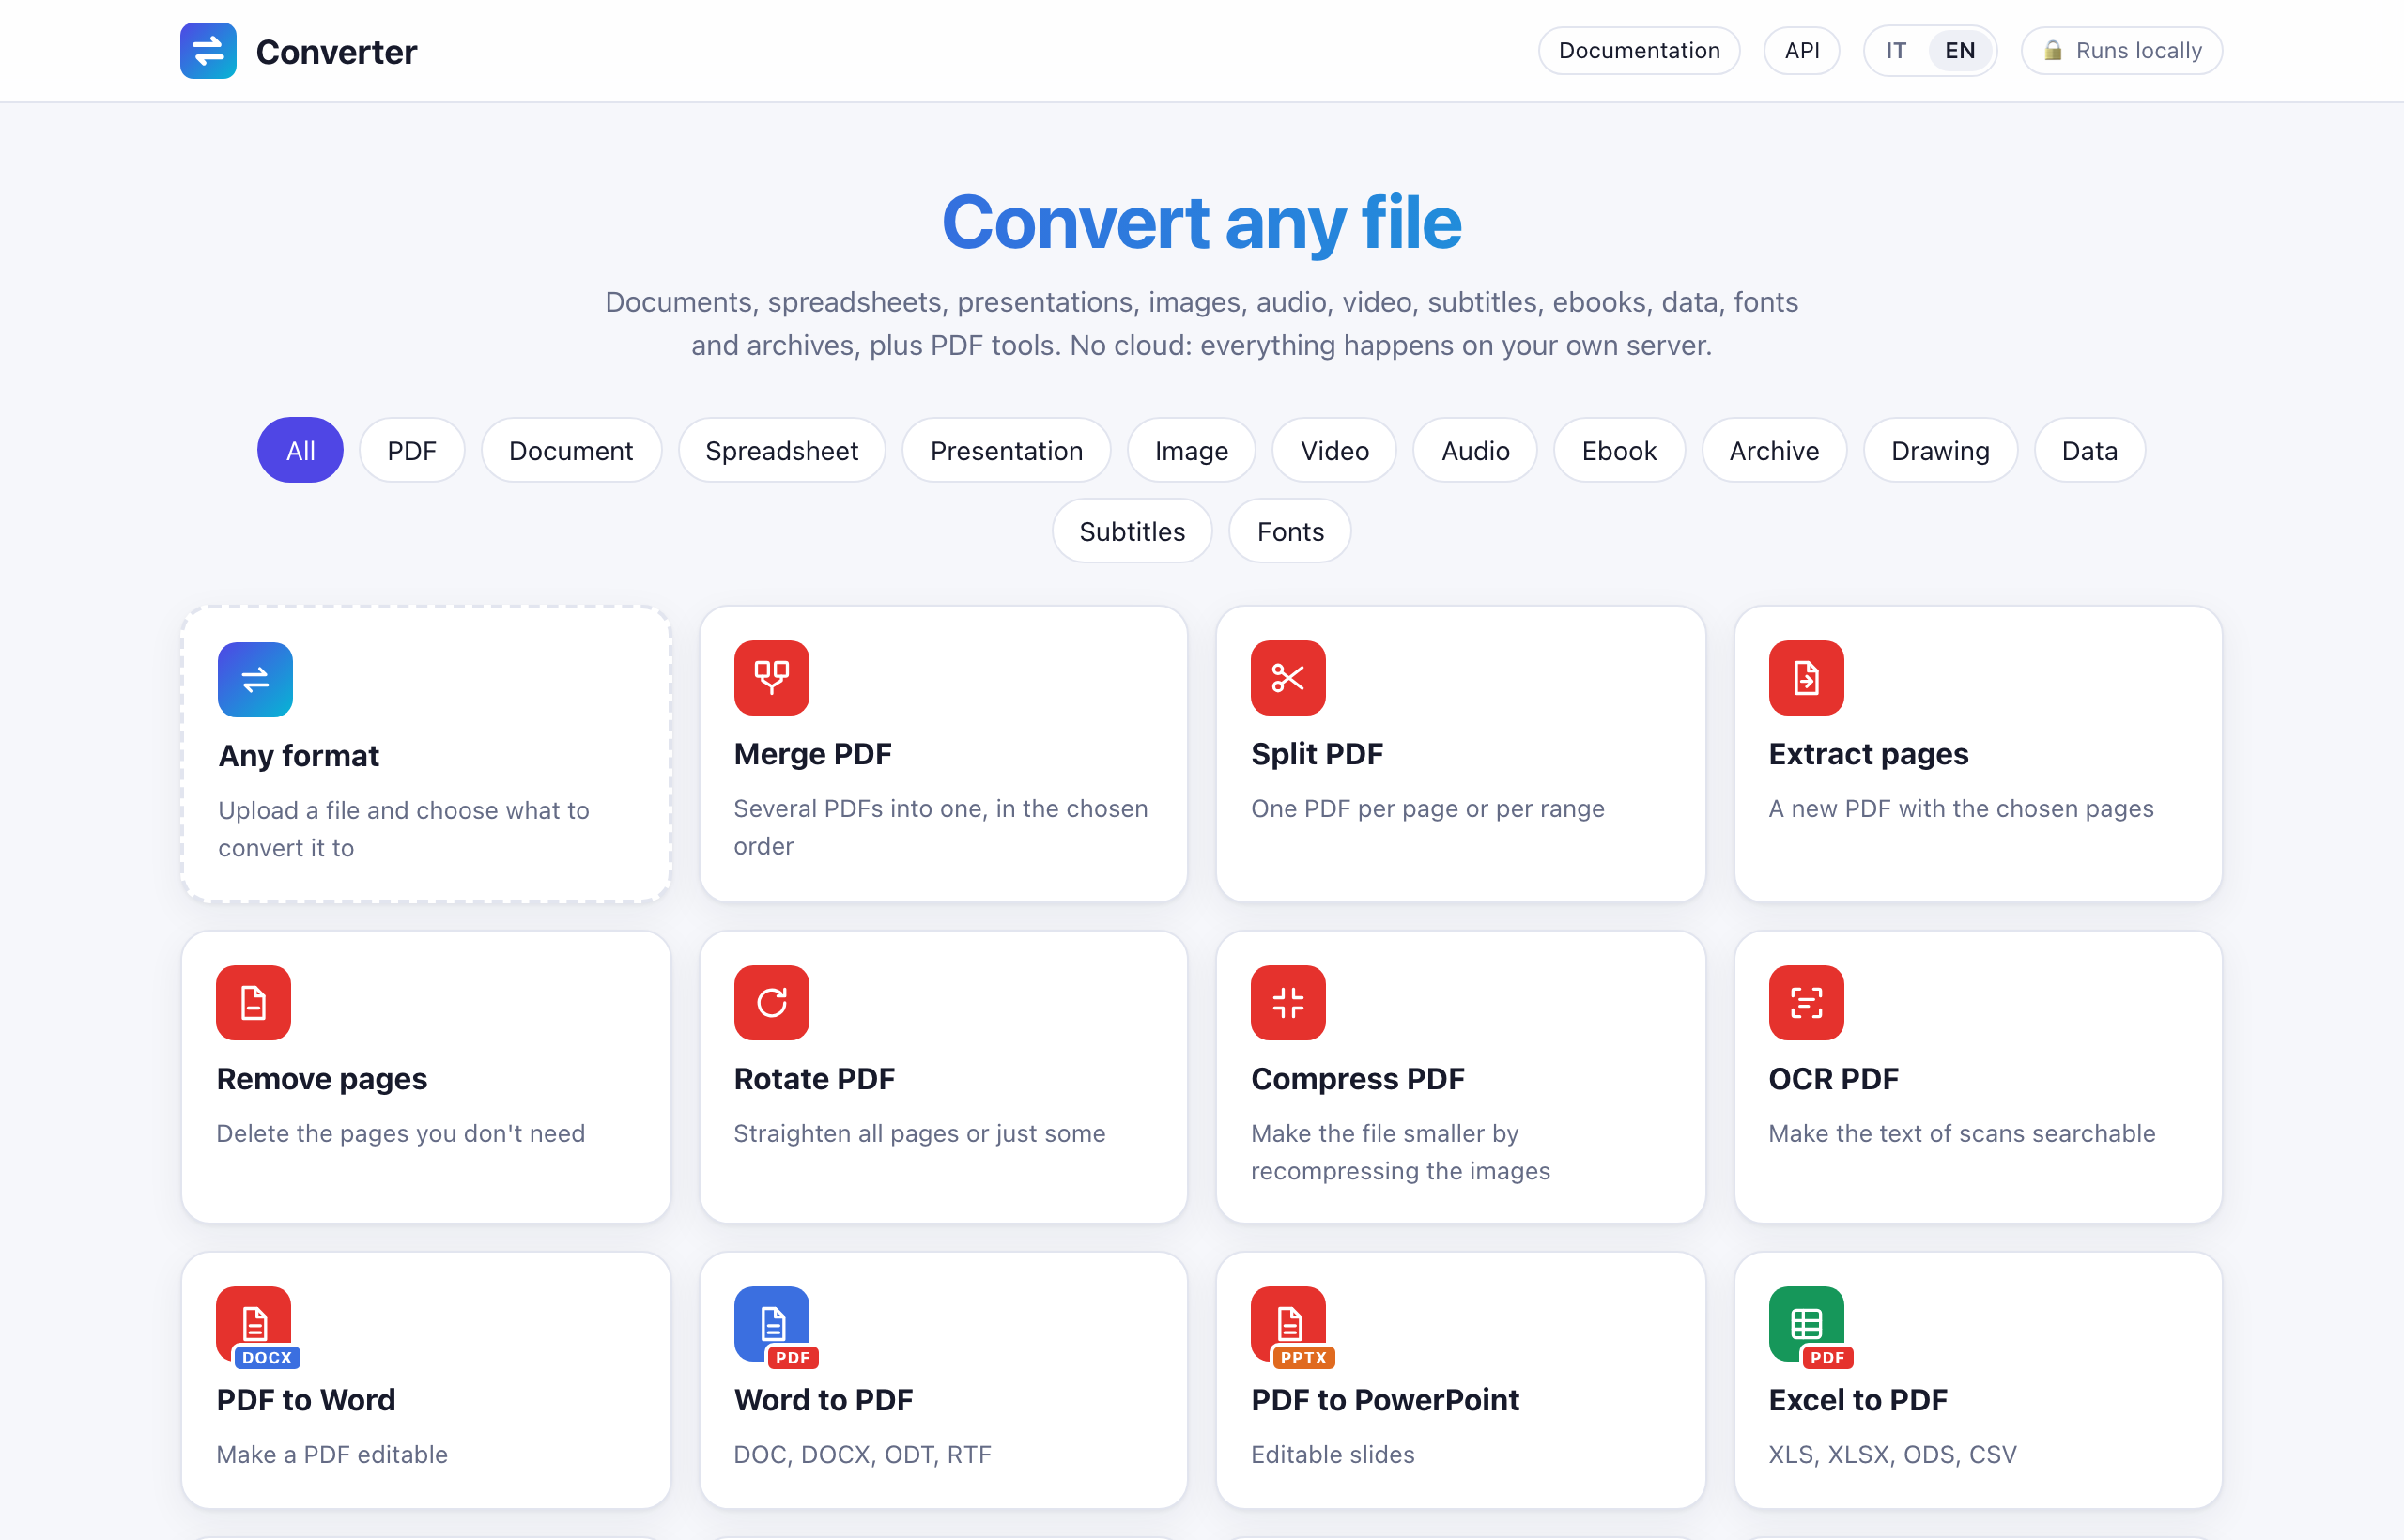 Converter
Documentation
API
IT
EN
Runs locally
Convert any file
Documents, spreadsheets, presentations, images, audio, video, subtitles, ebooks, data, fonts
and archives, plus PDF tools. No cloud: everything happens on your own server.
All
PDF
Document
Spreadsheet
Presentation
Image
Video
Audio
Ebook
Archive
Drawing
Data
Subtitles
Fonts
Any format
Upload a file and choose what to
convert it to
Merge PDF
Several PDFs into one, in the chosen
order
Split PDF
One PDF per page or per range
Extract pages
A new PDF with the chosen pages
Remove pages
Delete the pages you don't need
Rotate PDF
Straighten all pages or just some
Compress PDF
Make the file smaller by
recompressing the images
OCR PDF
Make the text of scans searchable
DOCX
PDF to Word
Make a PDF editable
PDF
Word to PDF
DOC, DOCX, ODT, RTF
PPTX
PDF to PowerPoint
Editable slides
PDF
Excel to PDF
XLS, XLSX, ODS, CSV